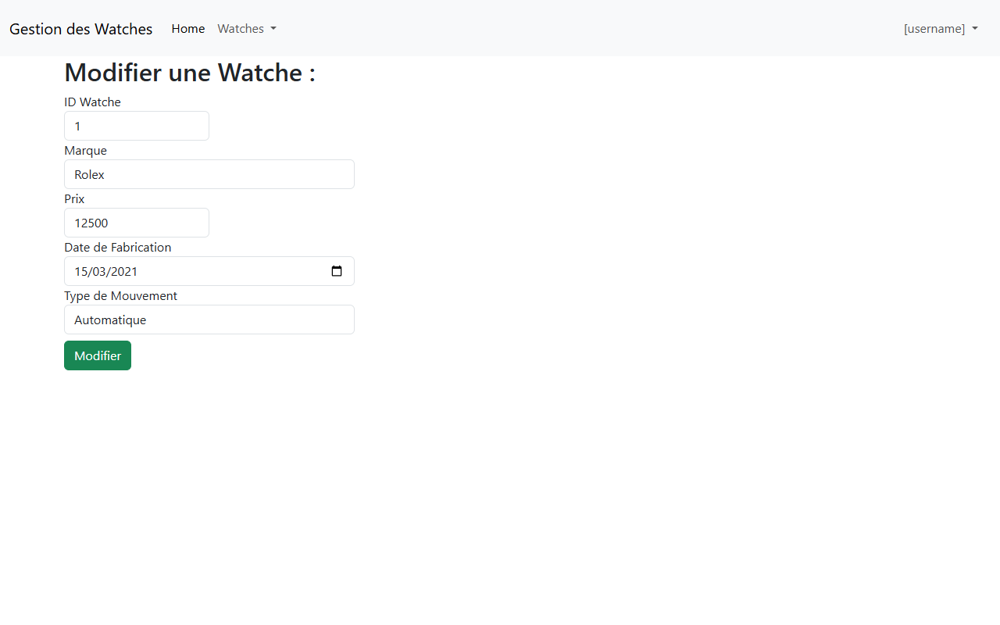 Gestion des Watches Home Watches [username]
Modifier une Watche :
ID Watche
1
Marque
Rolex
Prix
12500
Date de Fabrication
15/03/2021
Type de Mouvement
Automatique
Modifier